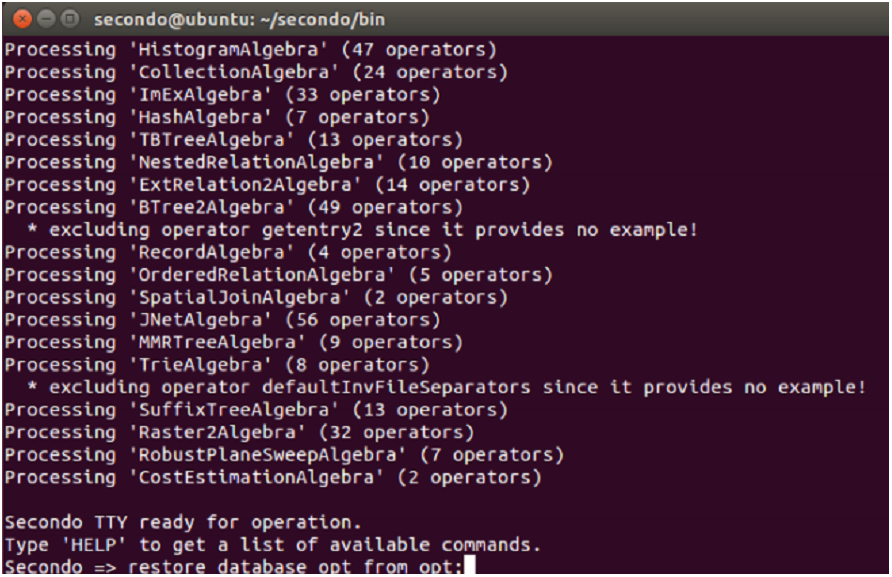 secondo@ubuntu: ~/secondo/bin
Processing 'HistogramAlgebra' (47 operators)
Processing 'CollectionAlgebra' (24 operators)
Processing 'ImExAlgebra' (33 operators)
Processing 'HashAlgebra' (7 operators)
Processing 'TBTreeAlgebra' (13 operators)
Processing 'NestedRelationAlgebra' (10 operators)
Processing 'ExtRelation2Algebra' (14 operators)
Processing 'BTree2Algebra' (49 operators)
  * excluding operator getentry2 since it provides no example!
Processing 'RecordAlgebra' (4 operators)
Processing 'OrderedRelationAlgebra' (5 operators)
Processing 'SpatialJoinAlgebra' (2 operators)
Processing 'JNetAlgebra' (56 operators)
Processing 'MMRTreeAlgebra' (9 operators)
Processing 'TrieAlgebra' (8 operators)
  * excluding operator defaultInvFileSeparators since it provides no example!
Processing 'SuffixTreeAlgebra' (13 operators)
Processing 'Raster2Algebra' (32 operators)
Processing 'RobustPlaneSweepAlgebra' (7 operators)
Processing 'CostEstimationAlgebra' (2 operators)
Secondo TTY ready for operation.
Type 'HELP' to get a list of available commands.
Secondo => restore database opt from opt;